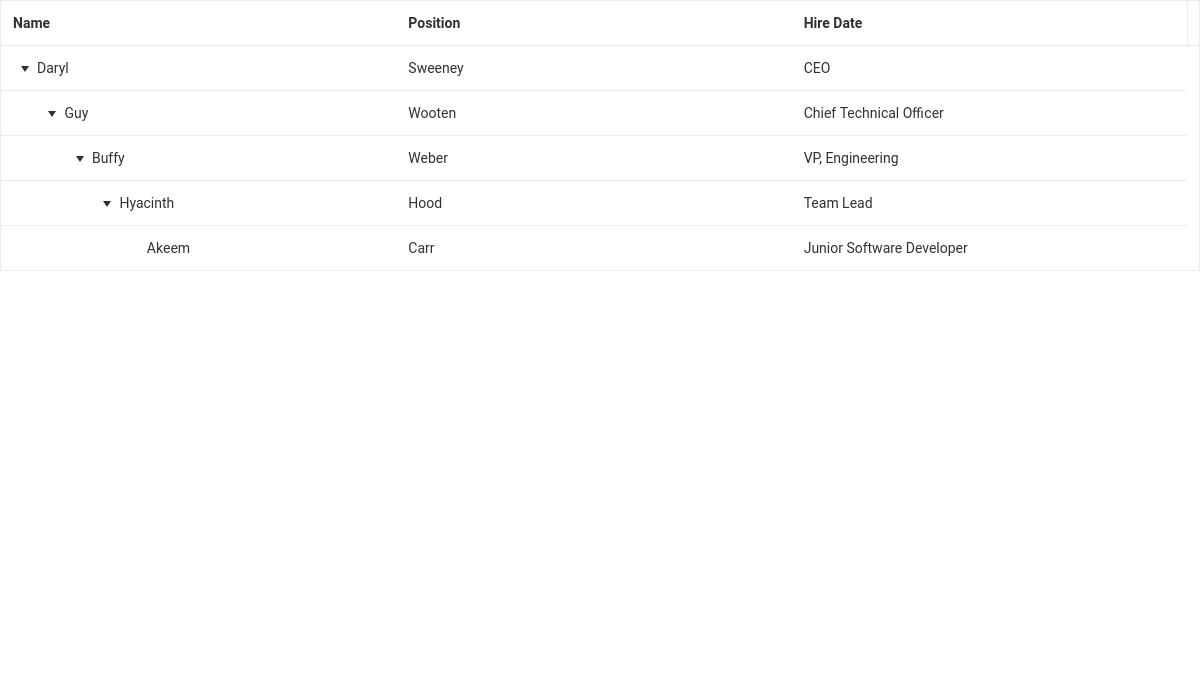 Name Position Hire Date
Daryl Sweeney CEO
Guy Wooten Chief Technical Officer
Buffy Weber VP, Engineering
Hyacinth Hood Team Lead
Akeem Carr Junior Software Developer